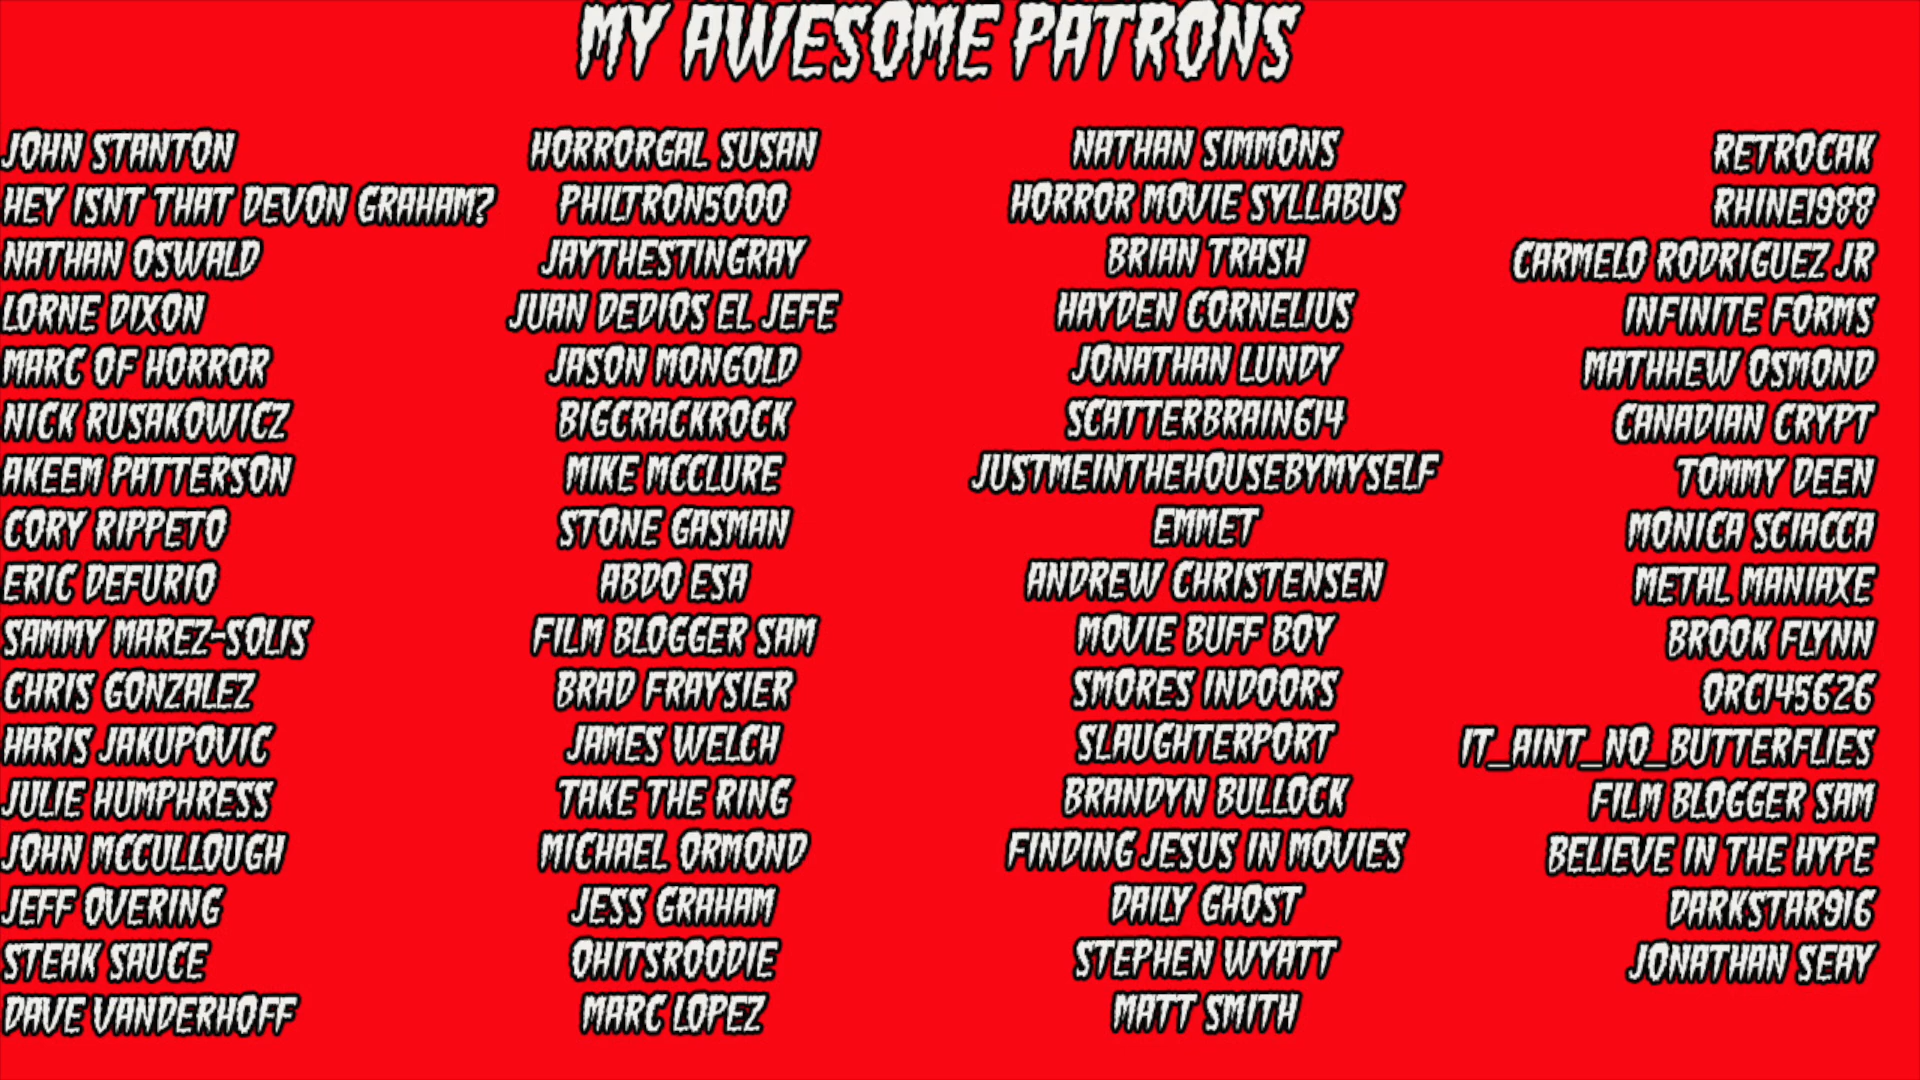 MY AWESOME PATRONS
JOHN STANTON
HEY ISNT THAT DEVON GRAHAM?
NATHAN OSWALD
LORNE DIXON
MARC OF HORROR
NICK RUSAKOWICZ
AKEEM PATTERSON
CORY RIPPETO
ERIC DEFURIO
SAMMY MAREZ-SOLIS
CHRIS GONZALEZ
HARIS JAKUPOVIC
JULIE HUMPHRESS
JOHN MCCULLOUGH
JEFF OVERING
STEAK SAUCE
DAVE VANDERHOFF
HORRORGAL SUSAN
PHILTRON5000
JAYTHESTINGRAY
JUAN DEDIOS EL JEFE
JASON MONGOLD
BIGCRACKROCK
MIKE MCCLURE
STONE GASMAN
ABDO ESA
FILM BLOGGER SAM
BRAD FRAYSIER
JAMES WELCH
TAKE THE RING
MICHAEL ORMOND
JESS GRAHAM
OHITSROODIE
MARC LOPEZ
NATHAN SIMMONS
HORROR MOVIE SYLLABUS
BRIAN TRASH
HAYDEN CORNELIUS
JONATHAN LUNDY
SCATTERBRAIN614
JUSTMEINTHEHOUSEBYMYSELF
EMMET
ANDREW CHRISTENSEN
MOVIE BUFF BOY
SMORES INDOORS
SLAUGHTERPORT
BRANDYN BULLOCK
FINDING JESUS IN MOVIES
DAILY GHOST
STEPHEN WYATT
MATT SMITH
RETROCAK
RHINE1988
CARMELO RODRIGUEZ JR
INFINITE FORMS
MATHHEW OSMOND
CANADIAN CRYPT
TOMMY DEEN
MONICA SCIACCA
METAL MANIAXE
BROOK FLYNN
ORC145626
IT_AINT_NO_BUTTERFLIES
FILM BLOGGER SAM
BELIEVE IN THE HYPE
DARKSTAR916
JONATHAN SEAY